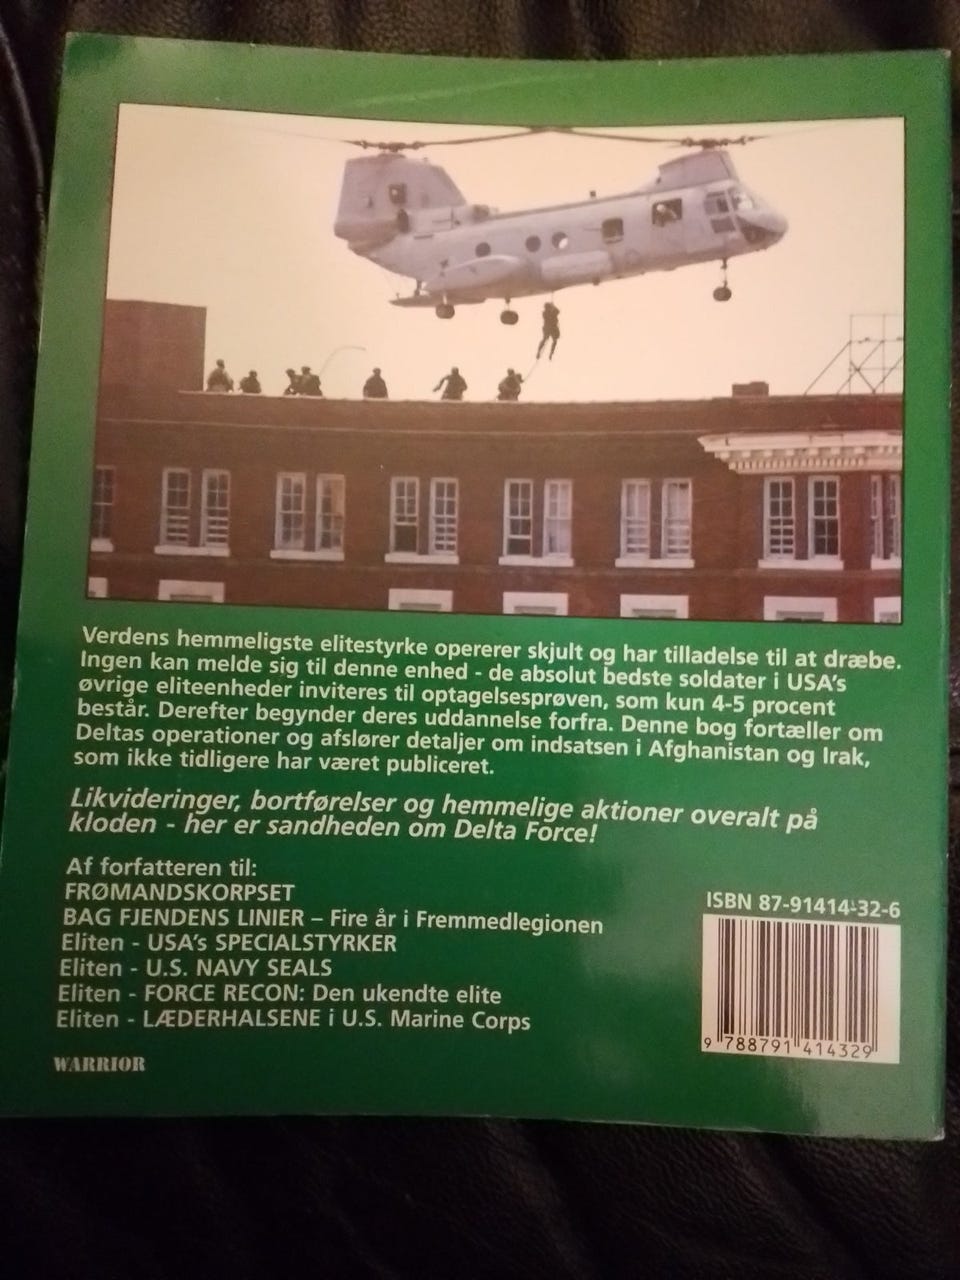 Verdens hemmeligste elitestyrke opererer skjult og har tilladelse til at dræbe.
Ingen kan melde sig til denne enhed - de absolut bedste soldater i USA's
øvrige eliteenheder inviteres til optagelsesprøven, som kun 4-5 procent
består. Derefter begynder deres uddannelse forfra. Denne bog fortæller om
Deltas operationer og afslører detaljer om indsatsen i Afghanistan og Irak,
som ikke tidligere har været publiceret.
Likvideringer, bortførelser og hemmelige aktioner overalt på
kloden - her er sandheden om Delta Force!
Af forfatteren til:
FRØMANDSKORPSET
BAG FJENDENS LINIER – Fire år i Fremmedlegionen
Eliten - USA's SPECIALSTYRKER
Eliten - U.S. NAVY SEALS
Eliten - FORCE RECON: Den ukendte elite
Eliten - LÆDERHALSENE i U.S. Marine Corps
WARRIOR
ISBN 87-91414-32-6
9 788791 414329